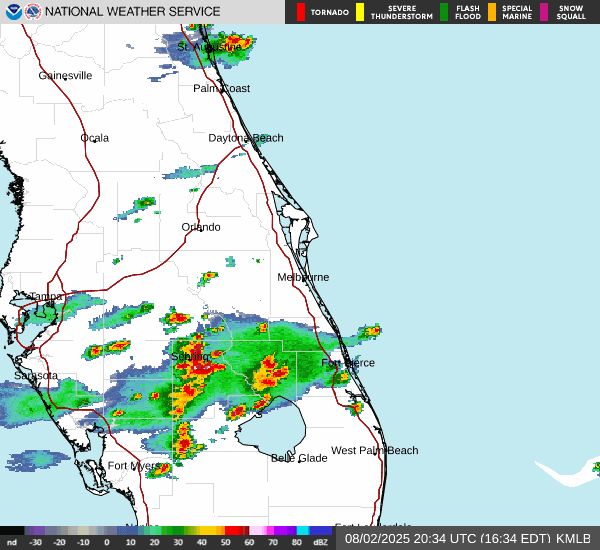 NATIONAL WEATHER SERVICE
TORNADO
SEVERE
THUNDERSTORM
FLASH
FLOOD
SPECIAL
MARINE
SNOW
SQUALL
St. Augustine
Gainesville
Palm Coast
Ocala
Daytona Beach
Orlando
Melbourne
Tampa
Sebring
Fort Pierce
Sarasota
West Palm Beach
Belle Glade
Fort Myers
nd -30 -20 -10 0 10 20 30 40 50 60 70 80 dBZ
08/02/2025 20:34 UTC (16:34 EDT) KMLB